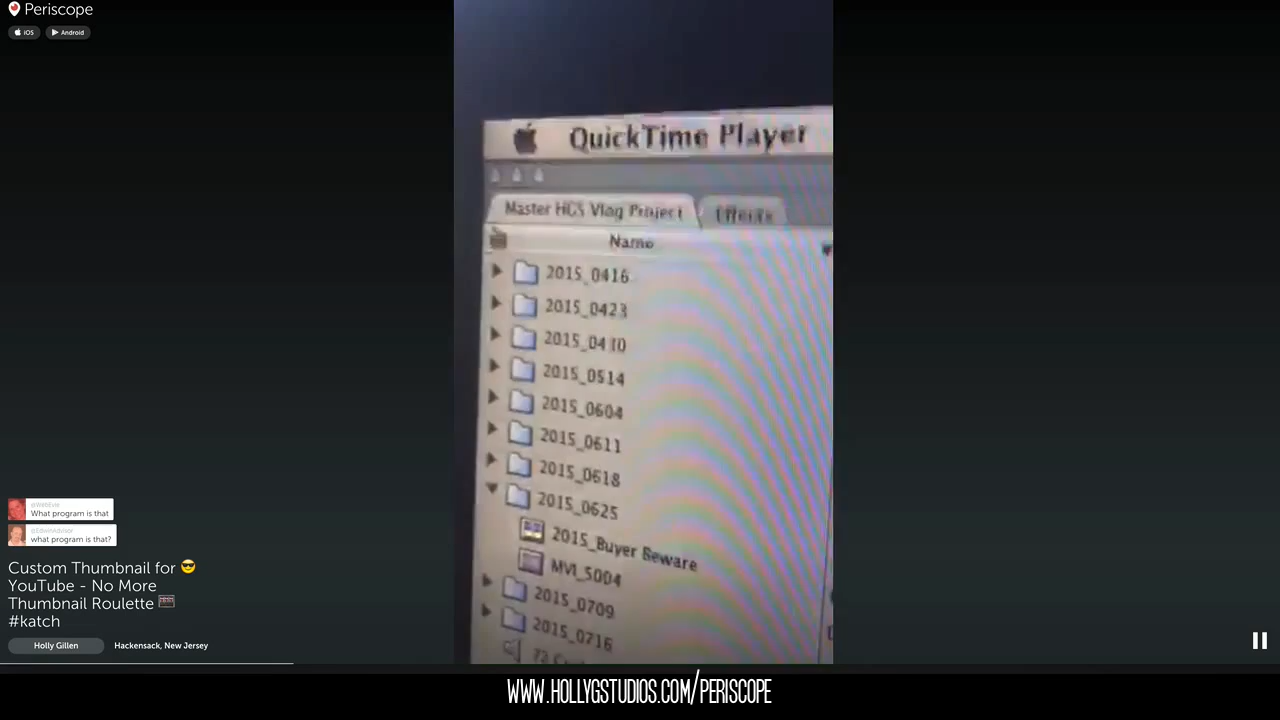 Periscope
iOS
Android
QuickTime Player
Master HGS Vlog Project
Effects
Name
2015_0416
2015_0423
2015_0430
2015_0514
2015_0604
2015_0611
2015_0618
2015_0625
2015_Buyer Beware
MVI_5004
2015_0709
2015_0716
What program is that
what program is that?
Custom Thumbnail for 😎
YouTube - No More
Thumbnail Roulette
#katch
Holly Gillen
Hackensack, New Jersey
WWW.HOLLYGSTUDIOS.COM/PERISCOPE